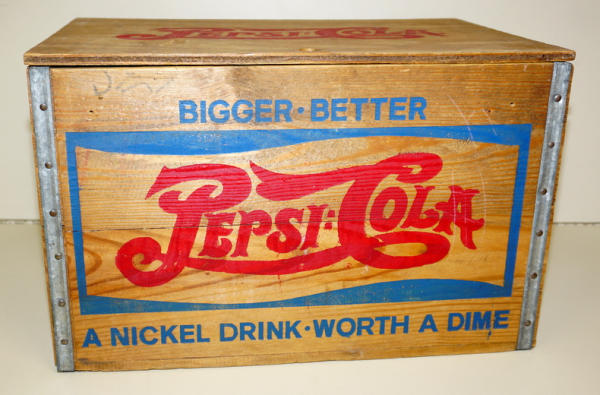 PEPSI-COLA
BIGGER·BETTER
PEPSI:COLA
A NICKEL DRINK·WORTH A DIME